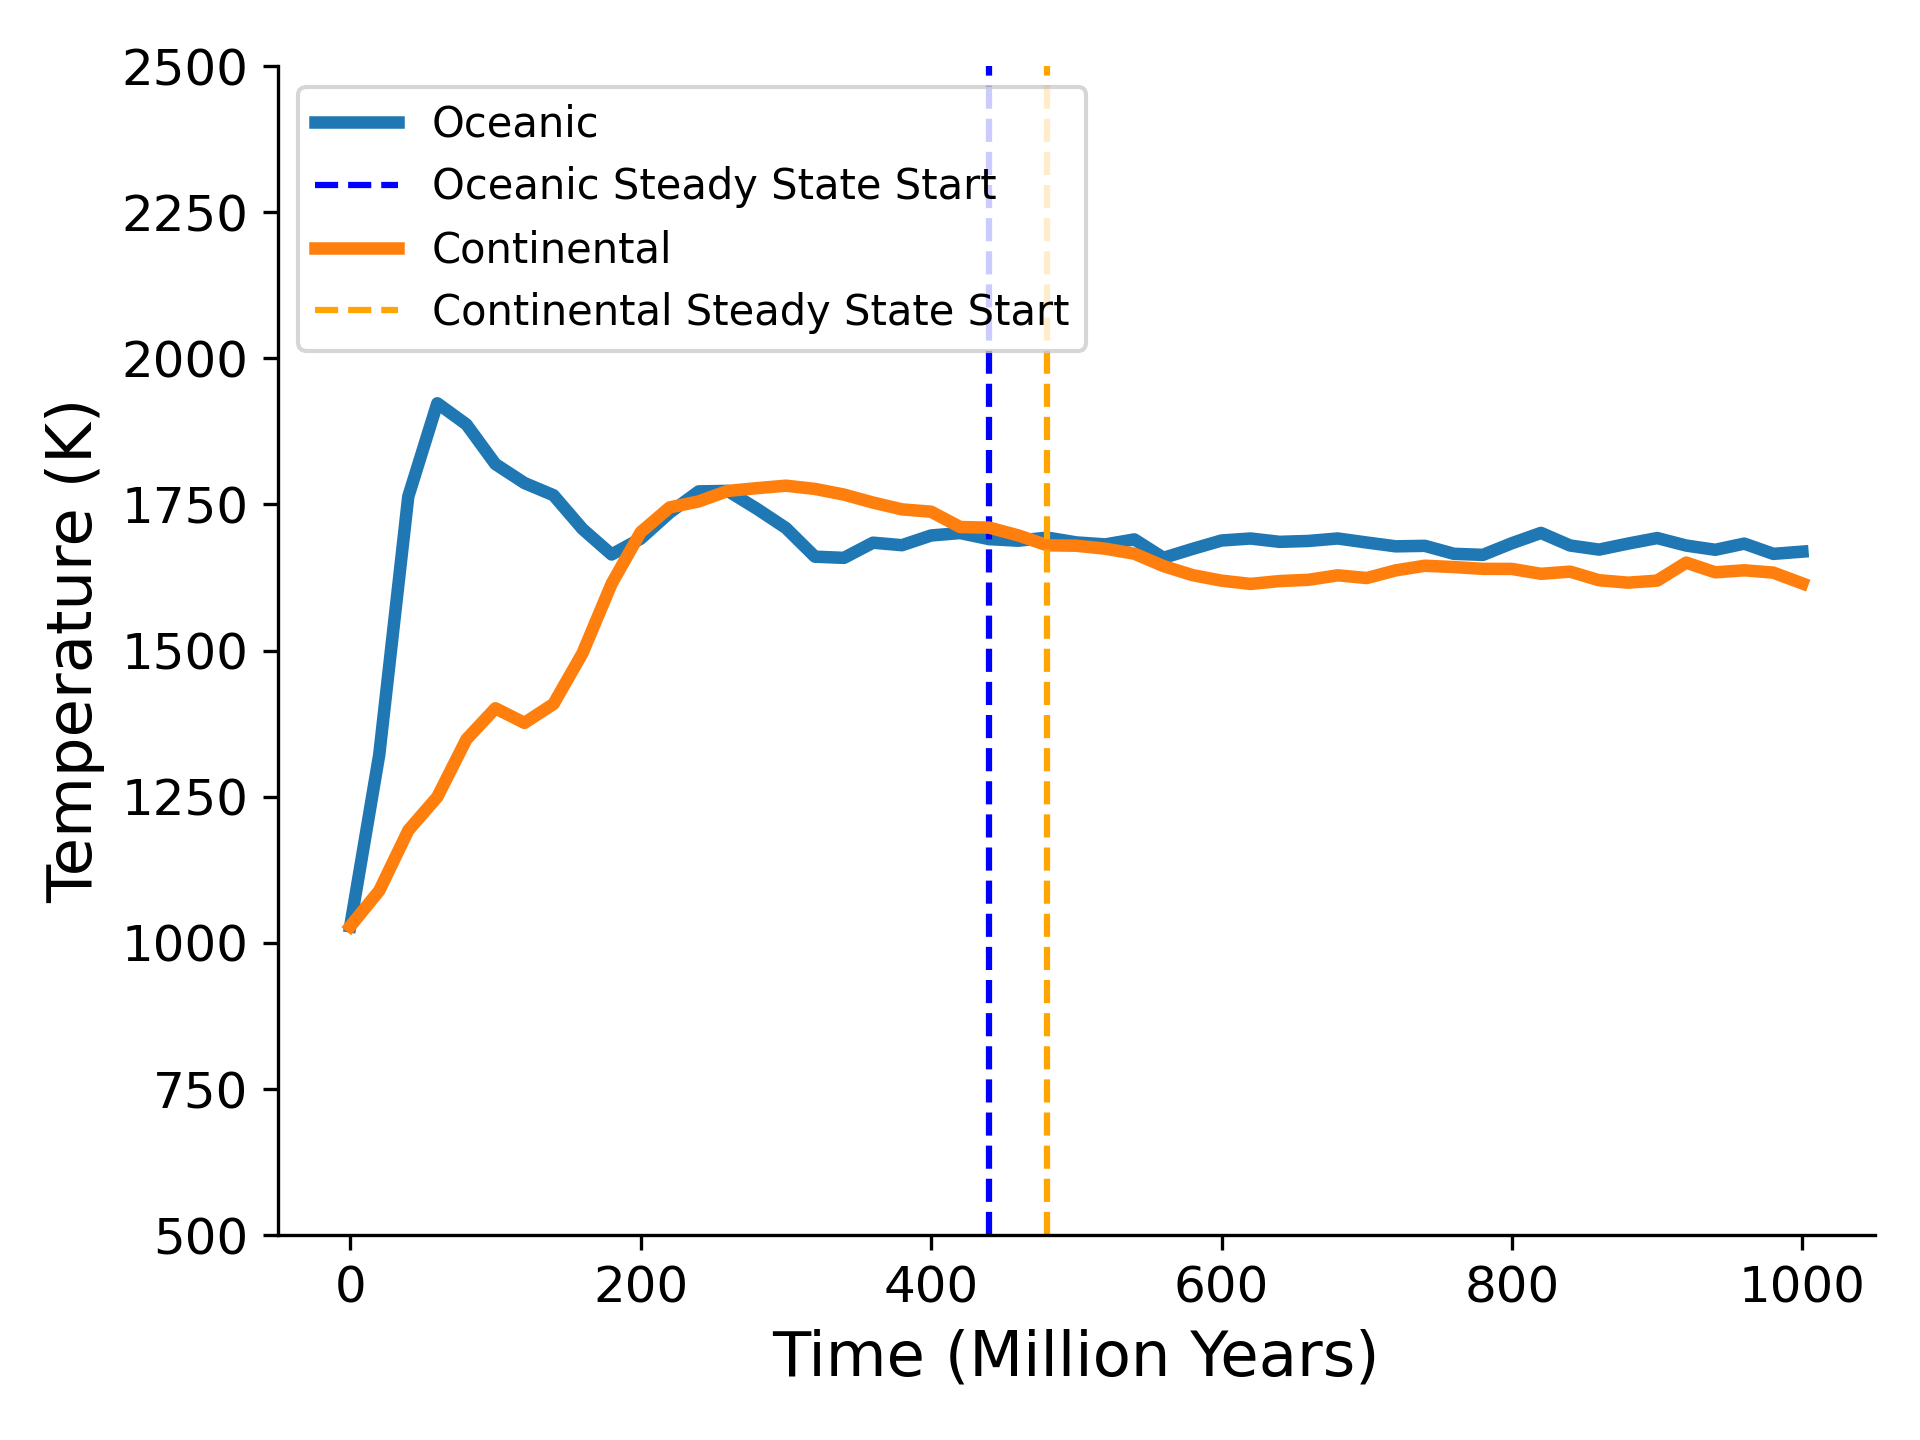 2500
2250
2000
1750
1500
1250
1000
750
500
Temperature (K)
Oceanic
Oceanic Steady State Start
Continental
Continental Steady State Start
0 200 400 600 800 1000
Time (Million Years)